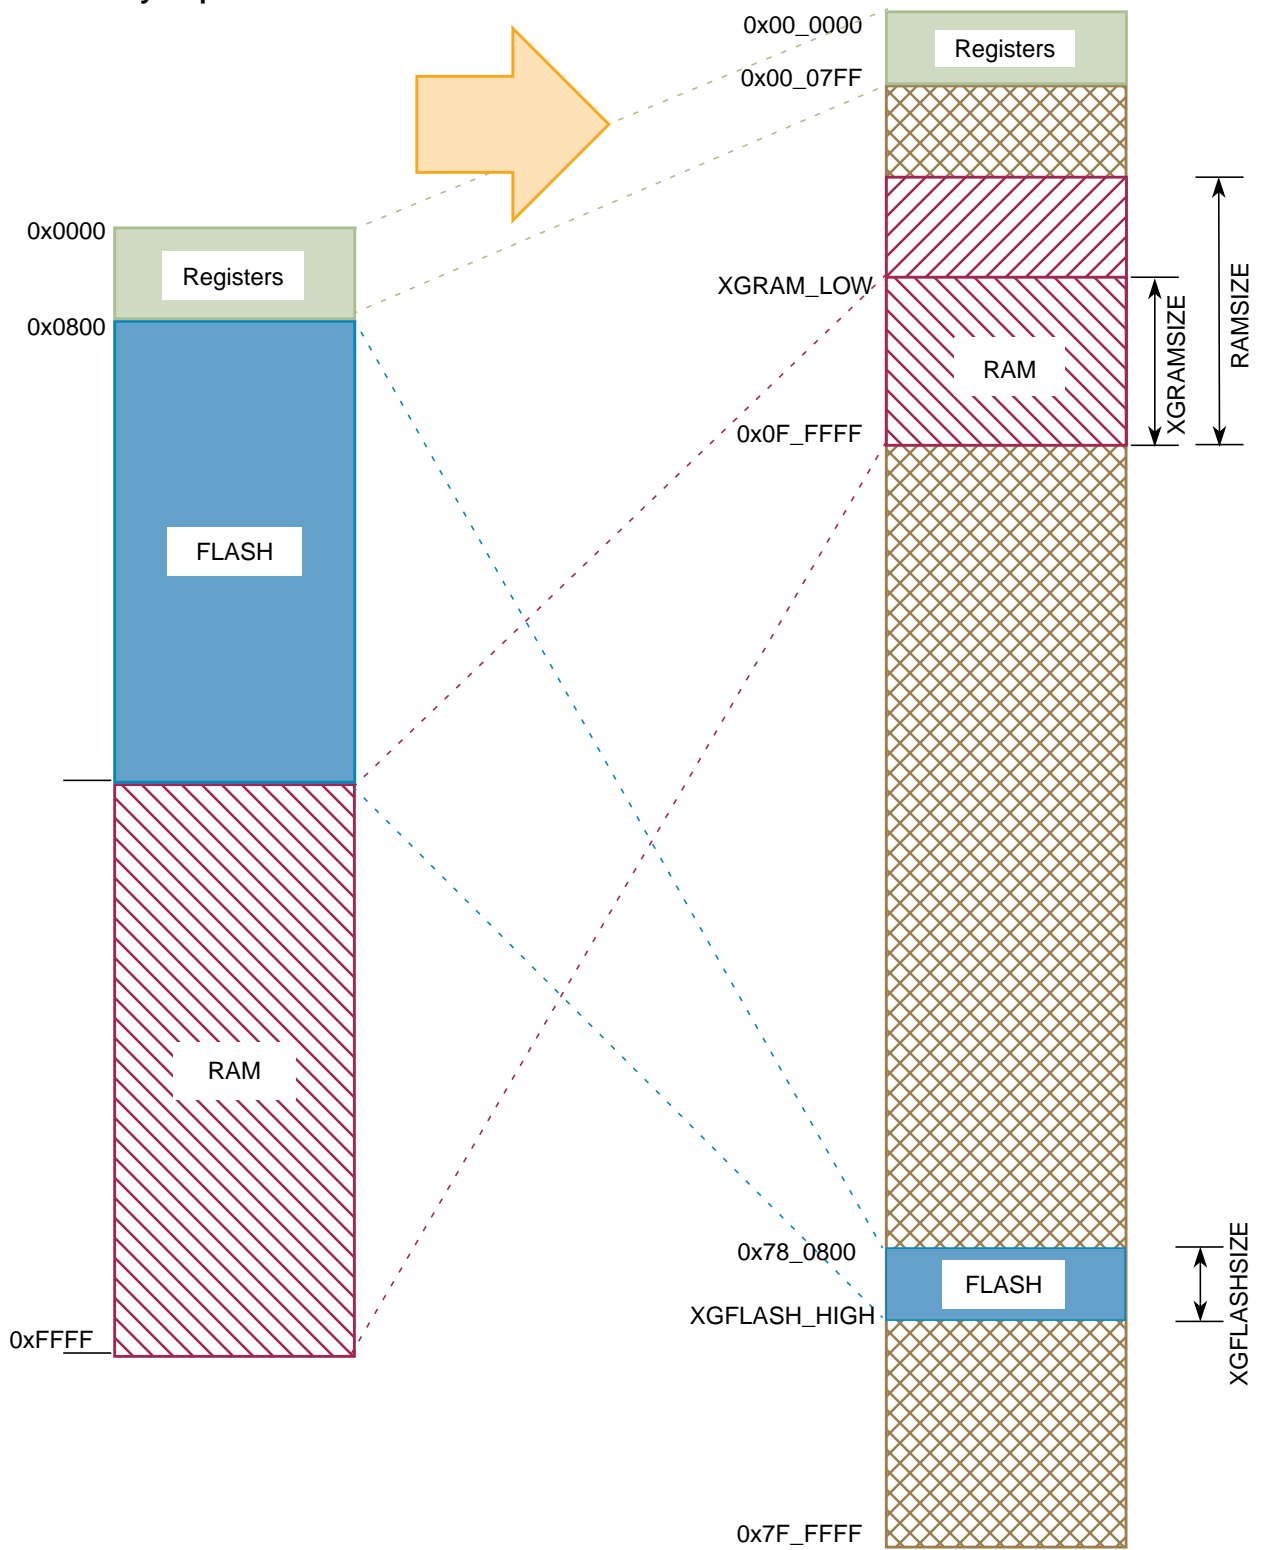 0x00_0000
Registers
0x00_07FF
0x0000
Registers
0x0800
XGRAM_LOW
RAM
XGRAMSIZE
RAMSIZE
0x0F_FFFF
FLASH
RAM
0x78_0800
FLASH
XGFLASH_HIGH
XGFLASHSIZE
0xFFFF
0x7F_FFFF